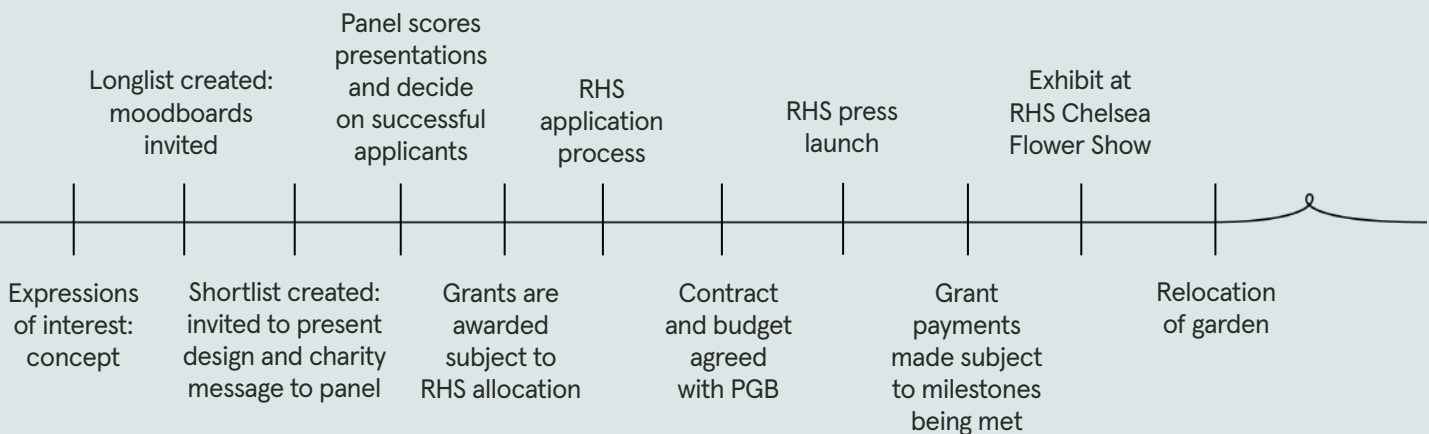 Expressions
of interest:
concept
Longlist created:
moodboards
invited
Shortlist created:
invited to present
design and charity
message to panel
Panel scores
presentations
and decide
on successful
applicants
Grants are
awarded
subject to
RHS allocation
RHS
application
process
Contract
and budget
agreed
with PGB
RHS press
launch
Grant
payments
made subject
to milestones
being met
Exhibit at
RHS Chelsea
Flower Show
Relocation
of garden